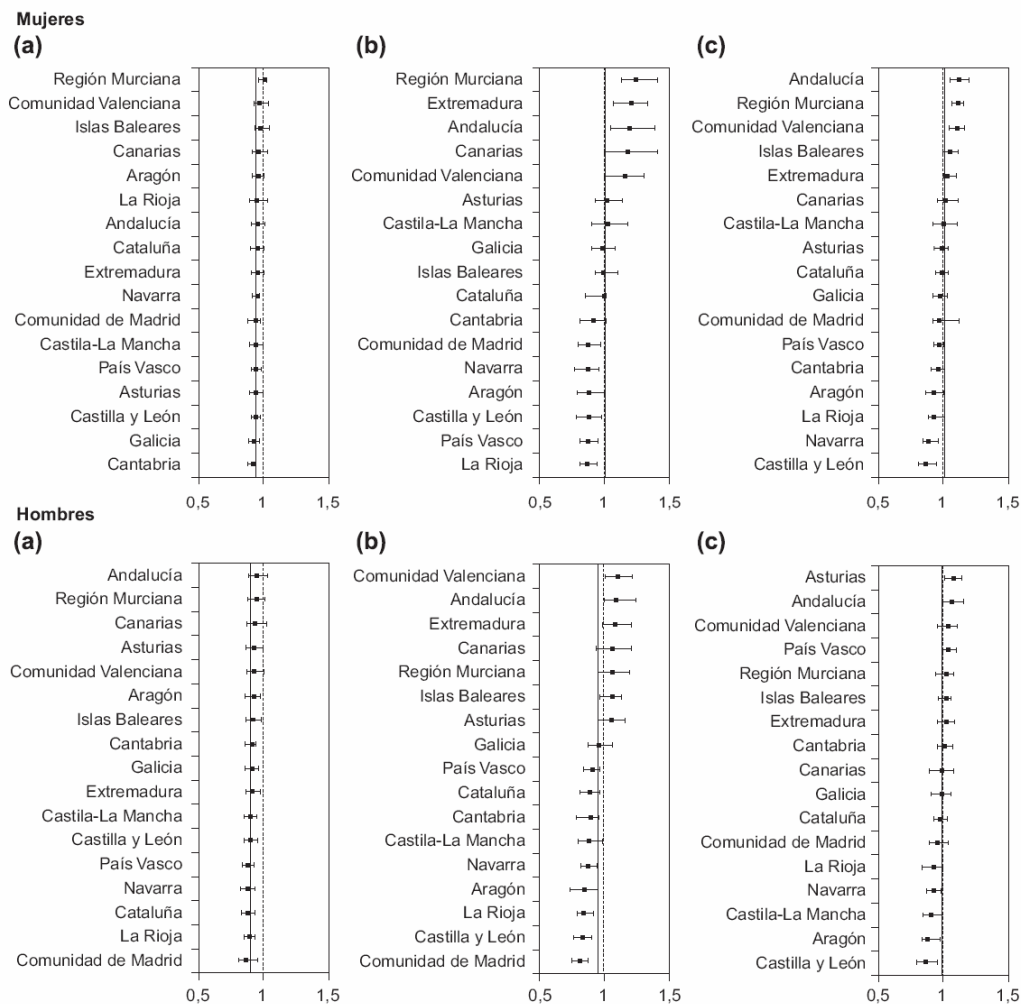 Mujeres
(a)
Región Murciana
Comunidad Valenciana
Islas Baleares
Canarias
Aragón
La Rioja
Andalucía
Cataluña
Extremadura
Navarra
Comunidad de Madrid
Castila-La Mancha
País Vasco
Asturias
Castilla y León
Galicia
Cantabria
0,5 1 1,5
(b)
Región Murciana
Extremadura
Andalucía
Canarias
Comunidad Valenciana
Asturias
Castila-La Mancha
Galicia
Islas Baleares
Cataluña
Cantabria
Comunidad de Madrid
Navarra
Aragón
Castilla y León
País Vasco
La Rioja
0,5 1 1,5
(c)
Andalucía
Región Murciana
Comunidad Valenciana
Islas Baleares
Extremadura
Canarias
Castila-La Mancha
Asturias
Cataluña
Galicia
Comunidad de Madrid
País Vasco
Cantabria
Aragón
La Rioja
Navarra
Castilla y León
0,5 1 1,5
Hombres
(a)
Andalucía
Región Murciana
Canarias
Asturias
Comunidad Valenciana
Aragón
Islas Baleares
Cantabria
Galicia
Extremadura
Castila-La Mancha
Castilla y León
País Vasco
Navarra
Cataluña
La Rioja
Comunidad de Madrid
0,5 1 1,5
(b)
Comunidad Valenciana
Andalucía
Extremadura
Canarias
Región Murciana
Islas Baleares
Asturias
Galicia
País Vasco
Cataluña
Cantabria
Castila-La Mancha
Navarra
Aragón
La Rioja
Castilla y León
Comunidad de Madrid
0,5 1 1,5
(c)
Asturias
Andalucía
Comunidad Valenciana
País Vasco
Región Murciana
Islas Baleares
Extremadura
Cantabria
Canarias
Galicia
Cataluña
Comunidad de Madrid
La Rioja
Navarra
Castila-La Mancha
Aragón
Castilla y León
0,5 1 1,5